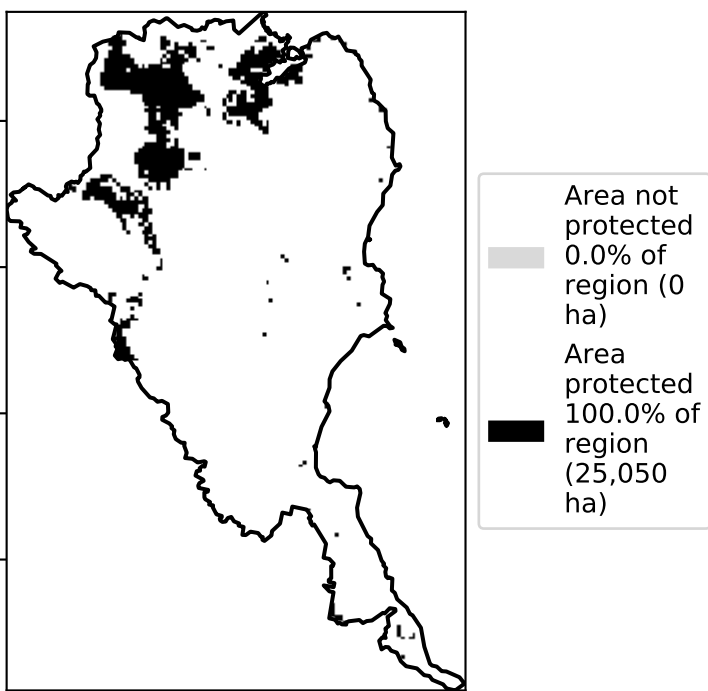 Area not
protected
0.0% of
region (0
ha)
Area
protected
100.0% of
region
(25,050
ha)